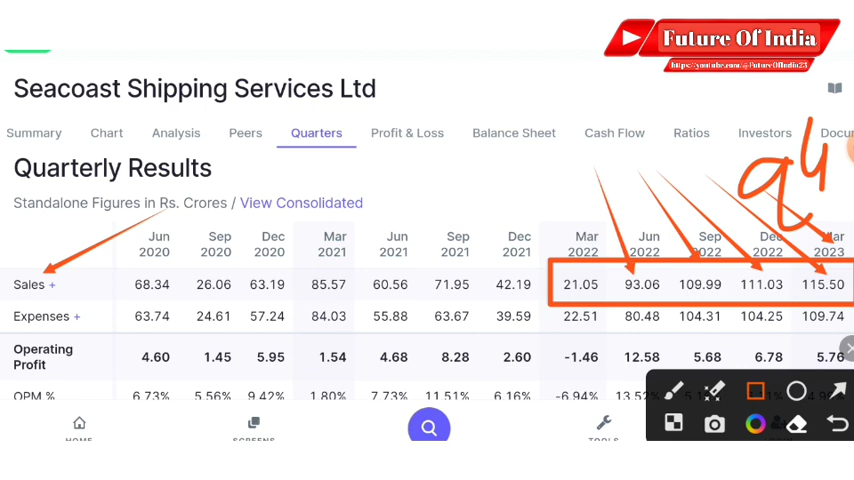 Future Of India
https://youtube.com/@FutureOfIndia23
Seacoast Shipping Services Ltd
Summary Chart Analysis Peers Quarters Profit & Loss Balance Sheet Cash Flow Ratios Investors Docu
Quarterly Results
q4
Standalone Figures in Rs. Crores / View Consolidated
Jun 2020 Sep 2020 Dec 2020 Mar 2021 Jun 2021 Sep 2021 Dec 2021 Mar 2022 Jun 2022 Sep 2022 Dec 2022 Mar 2023
Sales + 68.34 26.06 63.19 85.57 60.56 71.95 42.19 21.05 93.06 109.99 111.03 115.50
Expenses + 63.74 24.61 57.24 84.03 55.88 63.67 39.59 22.51 80.48 104.31 104.25 109.74
Operating Profit 4.60 1.45 5.95 1.54 4.68 8.28 2.60 -1.46 12.58 5.68 6.78 5.76
OPM % 6.73% 5.56% 9.42% 1.80% 7.73% 11.51% 6.16% -6.94% 13.52%
HOME SCREENS TOOLS